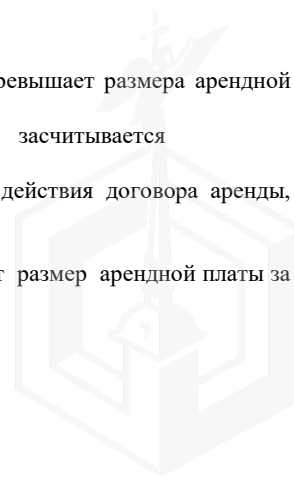 ревышает размера арендной
засчитывается
действия договора аренды,
т размер арендной платы за